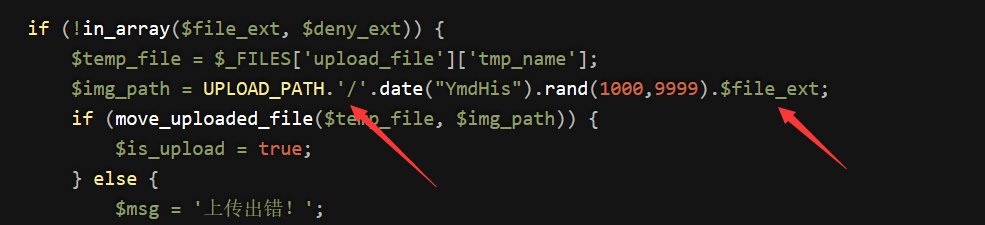 if (!in_array($file_ext, $deny_ext)) {
$temp_file = $_FILES['upload_file']['tmp_name'];
$img_path = UPLOAD_PATH.'/'.date("YmdHis").rand(1000,9999).$file_ext;
if (move_uploaded_file($temp_file, $img_path)) {
$is_upload = true;
} else {
$msg = '上传出错！';